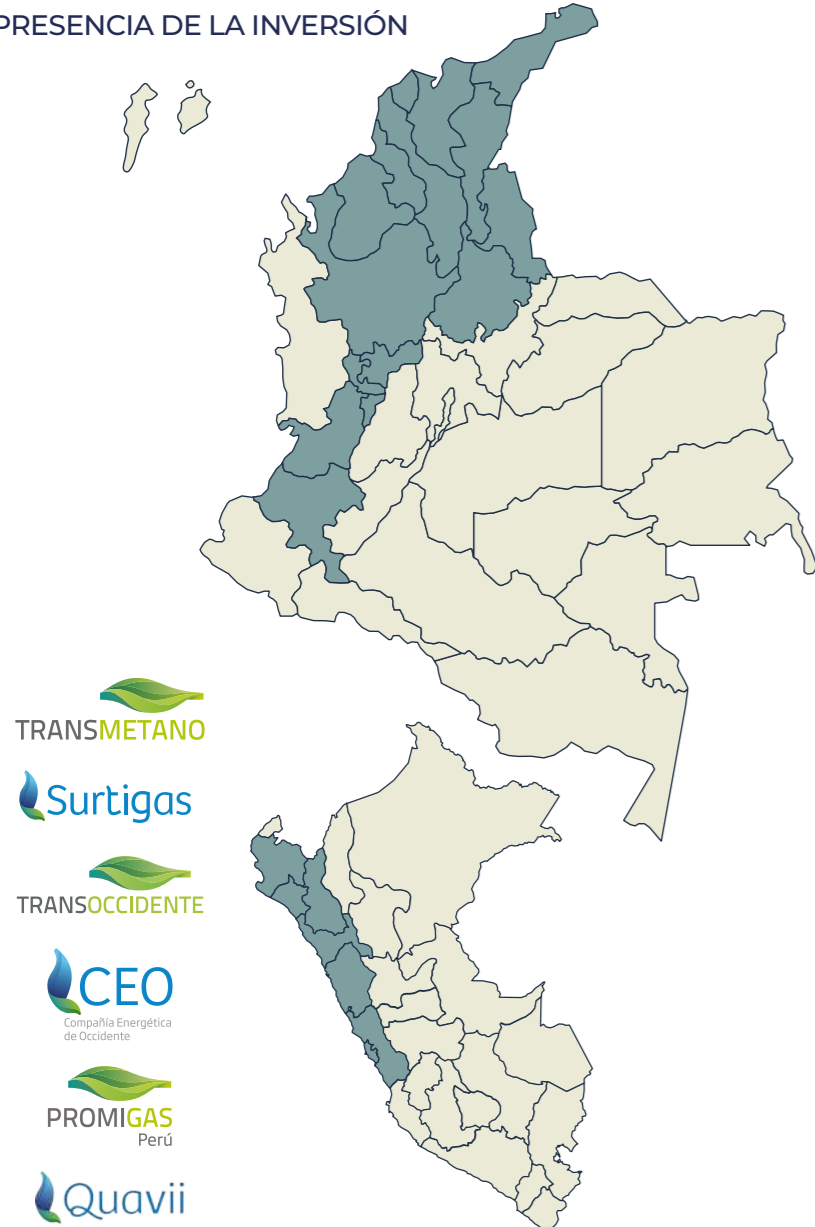 PRESENCIA DE LA INVERSIÓN
TRANSMETANO
Surtigas
TRANSOCCIDENTE
CEO
Compañía Energética
de Occidente
PROMIGAS
Perú
Quavii